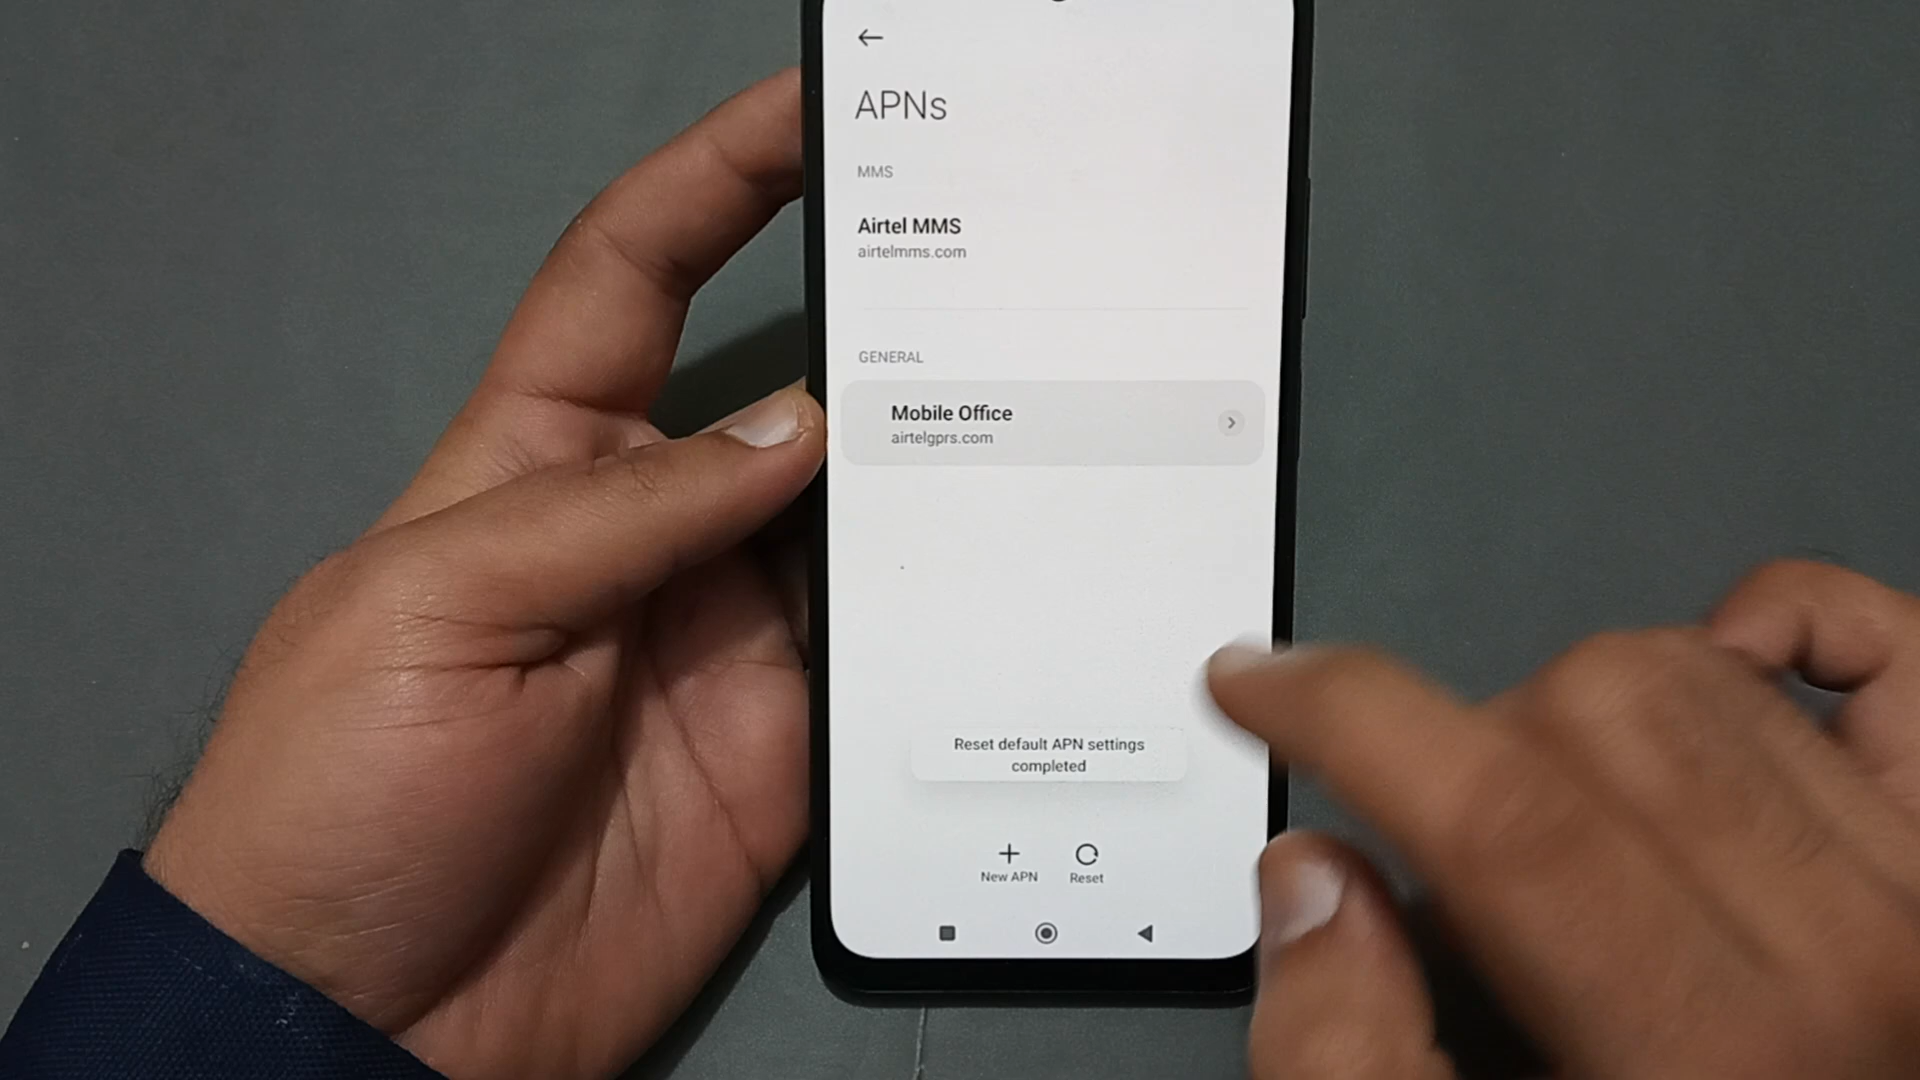 APNs
MMS
Airtel MMS
airtelmms.com
GENERAL
Mobile Office
airtelgprs.com
Reset default APN settings
completed
New APN
Reset